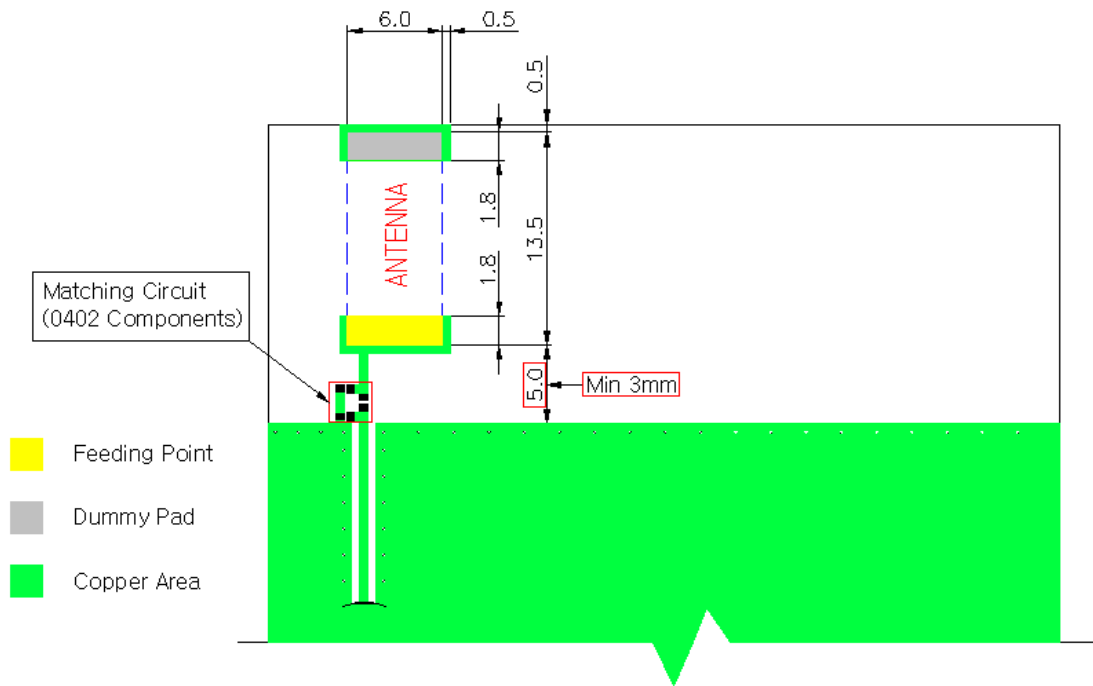 6.0
0.5
0.5
1.8
13.5
1.8
ANTENNA
Matching Circuit
(0402 Components)
5.0
Min 3mm
Feeding Point
Dummy Pad
Copper Area